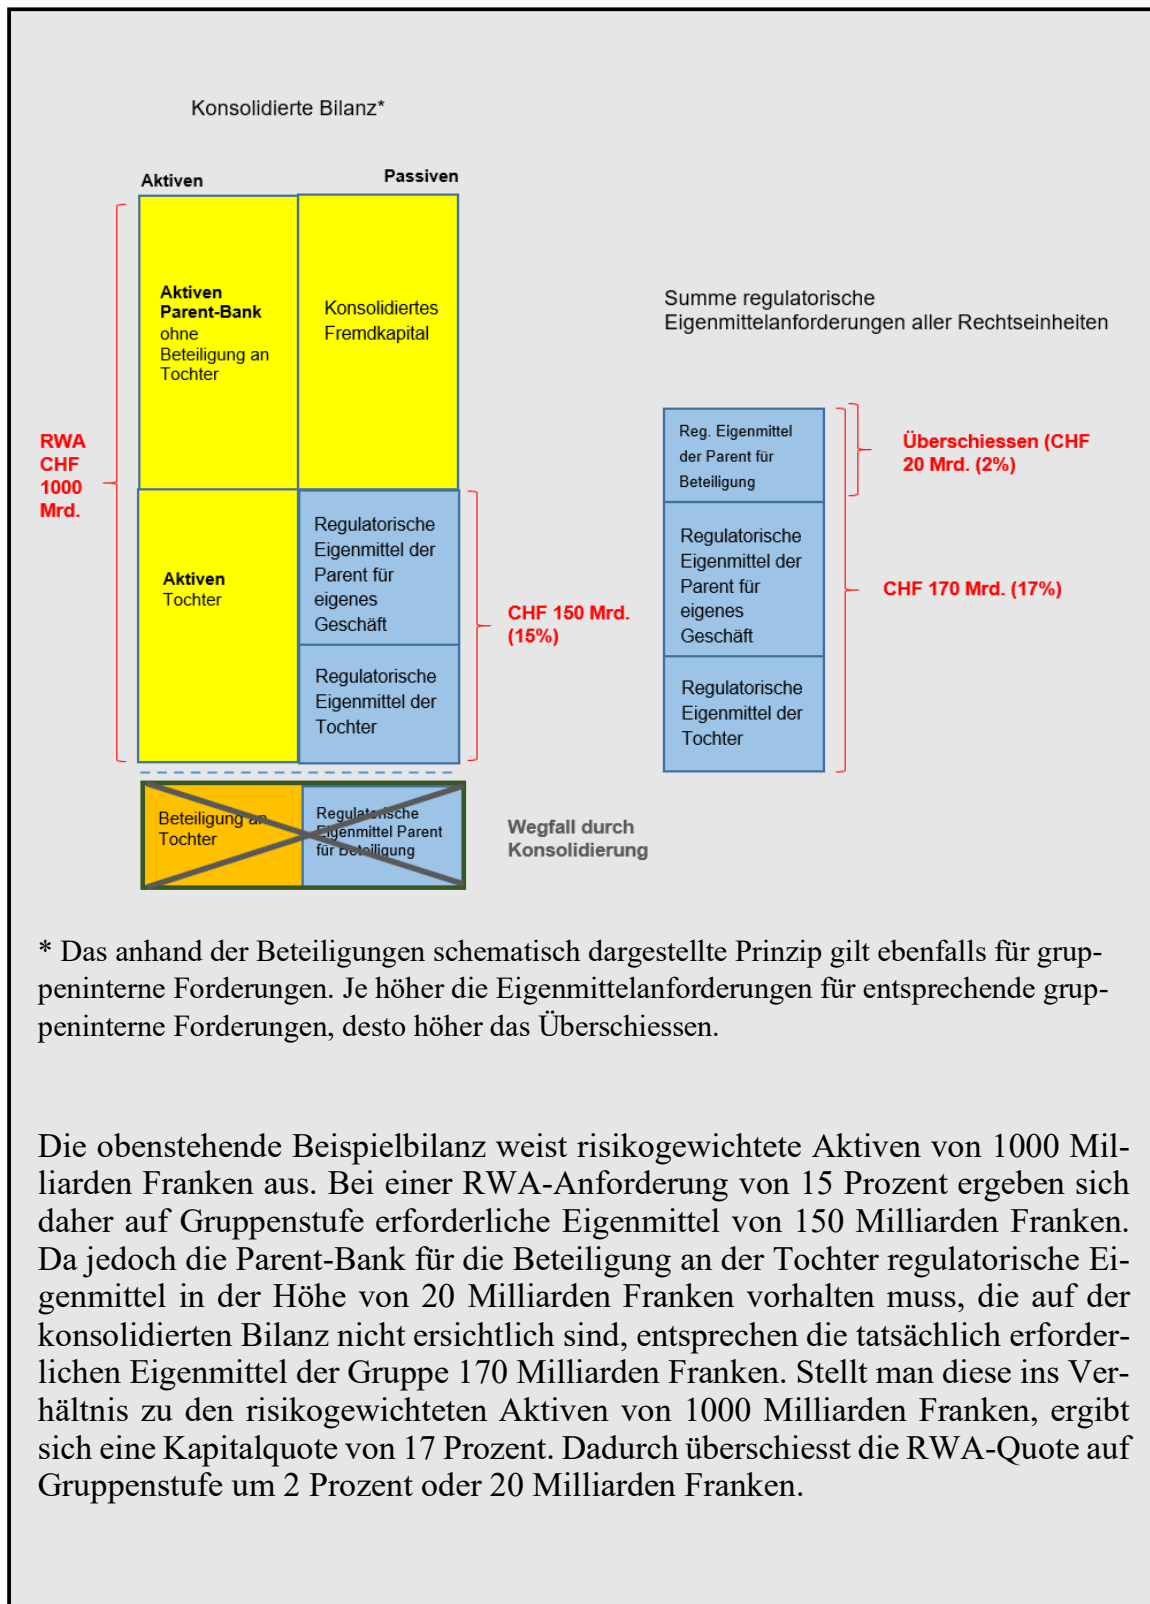 Konsolidierte Bilanz*
Aktiven
Passiven
Aktiven
Parent-Bank
ohne
Beteiligung an
Tochter
Konsolidiertes
Fremdkapital
RWA
CHF
1000
Mrd.
Aktiven
Tochter
Regulatorische
Eigenmittel der
Parent für
eigenes
Geschäft
Regulatorische
Eigenmittel der
Tochter
CHF 150 Mrd.
(15%)
Beteiligung an
Tochter
Regulatorische
Eigenmittel Parent
für Beteiligung
Wegfall durch
Konsolidierung
Summe regulatorische
Eigenmittelanforderungen aller Rechtseinheiten
Reg. Eigenmittel
der Parent für
Beteiligung
Regulatorische
Eigenmittel der
Parent für
eigenes
Geschäft
Regulatorische
Eigenmittel der
Tochter
Überschiessen (CHF
20 Mrd. (2%)
CHF 170 Mrd. (17%)
* Das anhand der Beteiligungen schematisch dargestellte Prinzip gilt ebenfalls für grup-
peninterne Forderungen. Je höher die Eigenmittelanforderungen für entsprechende grup-
peninterne Forderungen, desto höher das Überschiessen.
Die obenstehende Beispielbilanz weist risikogewichtete Aktiven von 1000 Mil-
liarden Franken aus. Bei einer RWA-Anforderung von 15 Prozent ergeben sich
daher auf Gruppenstufe erforderliche Eigenmittel von 150 Milliarden Franken.
Da jedoch die Parent-Bank für die Beteiligung an der Tochter regulatorische Ei-
genmittel in der Höhe von 20 Milliarden Franken vorhalten muss, die auf der
konsolidierten Bilanz nicht ersichtlich sind, entsprechen die tatsächlich erforder-
lichen Eigenmittel der Gruppe 170 Milliarden Franken. Stellt man diese ins Ver-
hältnis zu den risikogewichteten Aktiven von 1000 Milliarden Franken, ergibt
sich eine Kapitalquote von 17 Prozent. Dadurch überschiesst die RWA-Quote auf
Gruppenstufe um 2 Prozent oder 20 Milliarden Franken.